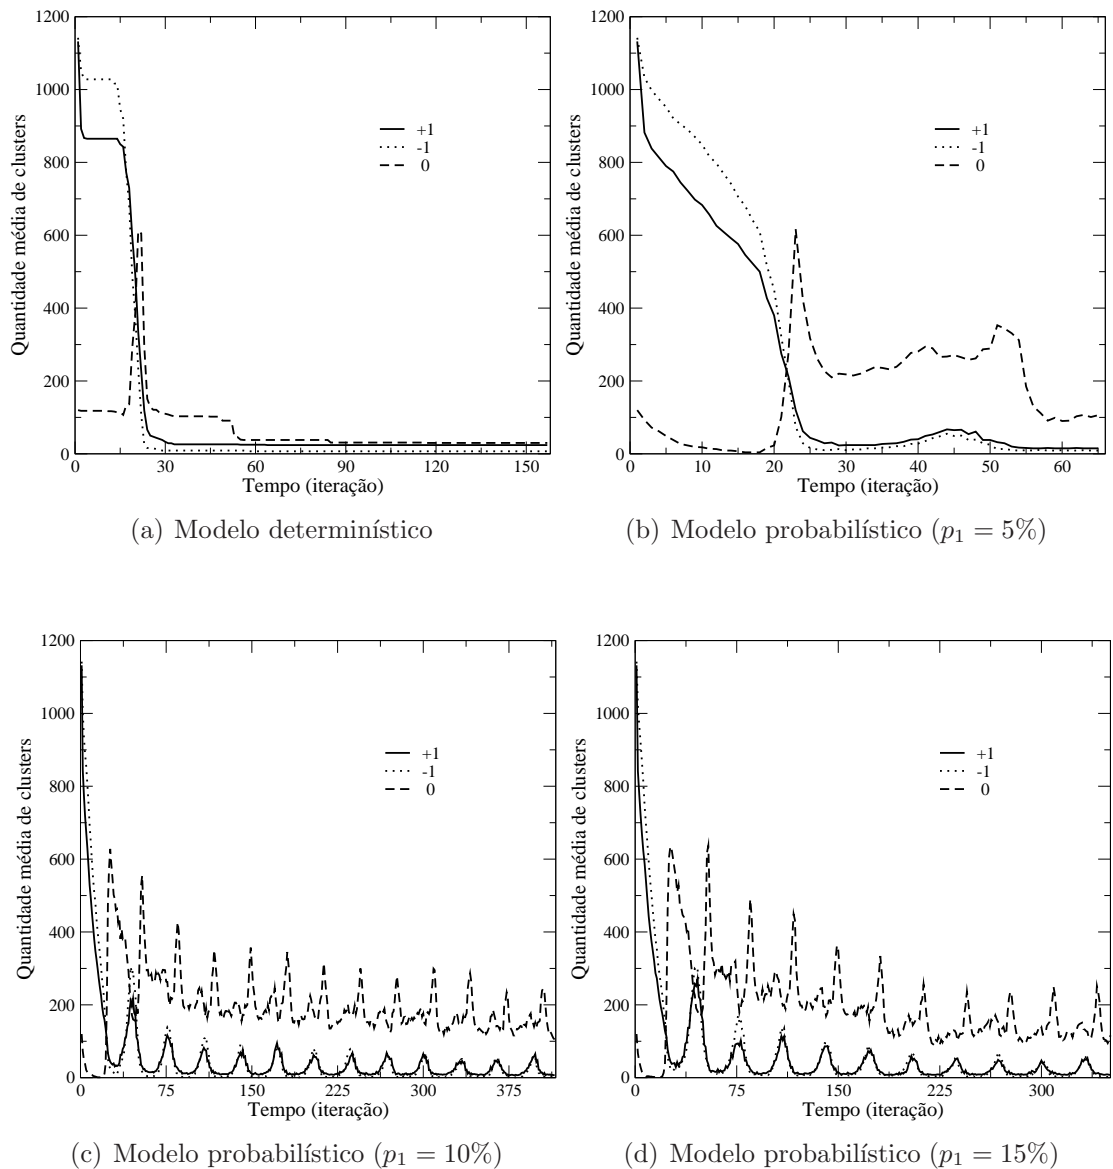 1200
1000
800
600
400
200
0
Quantidade média de clusters
+1
-1
0
0 30 60 90 120 150
Tempo (iteração)
(a) Modelo determinístico
1200
1000
800
600
400
200
0
Quantidade média de clusters
+1
-1
0
0 10 20 30 40 50 60
Tempo (iteração)
(b) Modelo probabilístico (p₁ = 5%)
1200
1000
800
600
400
200
0
Quantidade média de clusters
+1
-1
0
0 75 150 225 300 375
Tempo (iteração)
(c) Modelo probabilístico (p₁ = 10%)
1200
1000
800
600
400
200
0
Quantidade média de clusters
+1
-1
0
0 75 150 225 300
Tempo (iteração)
(d) Modelo probabilístico (p₁ = 15%)